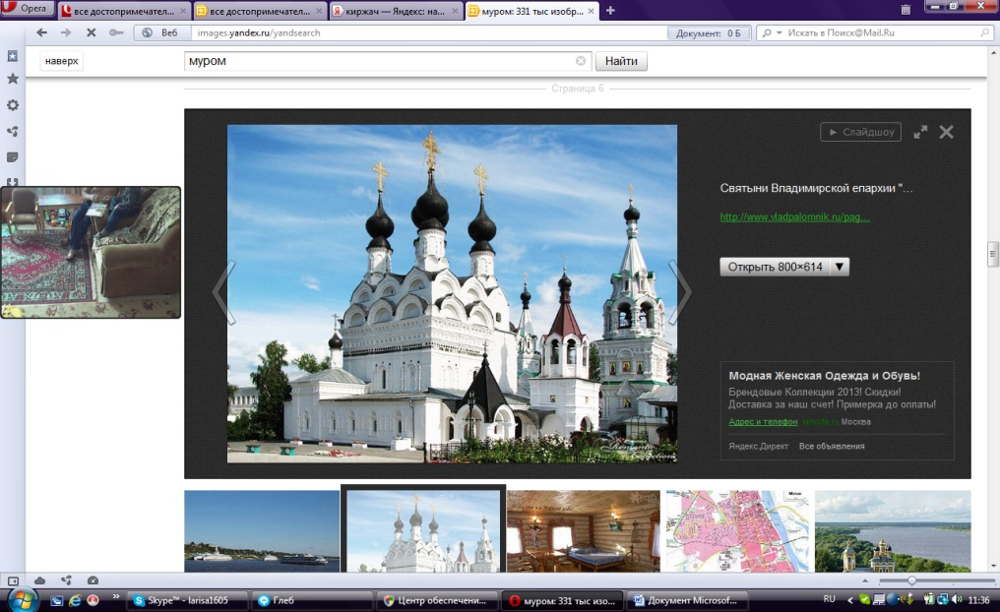 Opera
все достопримечател...
все достопримечател...
киржач — Яндекс: на...
муром: 331 тыс изобр...
Веб
images.yandex.ru/yandsearch
Документ: 0 Б
Искать в Поиск@Mail.Ru
наверх
муром
Найти
Страница 6
Слайдшоу
Святыни Владимирской епархии "...
http://www.vladpalomnik.ru/pag...
Открыть 800×614
Модная Женская Одежда и Обувь!
Брендовые Коллекции 2013! Скидки!
Доставка за наш счет! Примерка до оплаты!
Адрес и телефон
Москва
Яндекс.Директ
Все объявления
Skype™ - larisa1605
Глеб
Центр обеспечени...
муром: 331 тыс изо...
Документ Microsof...
RU
11:36